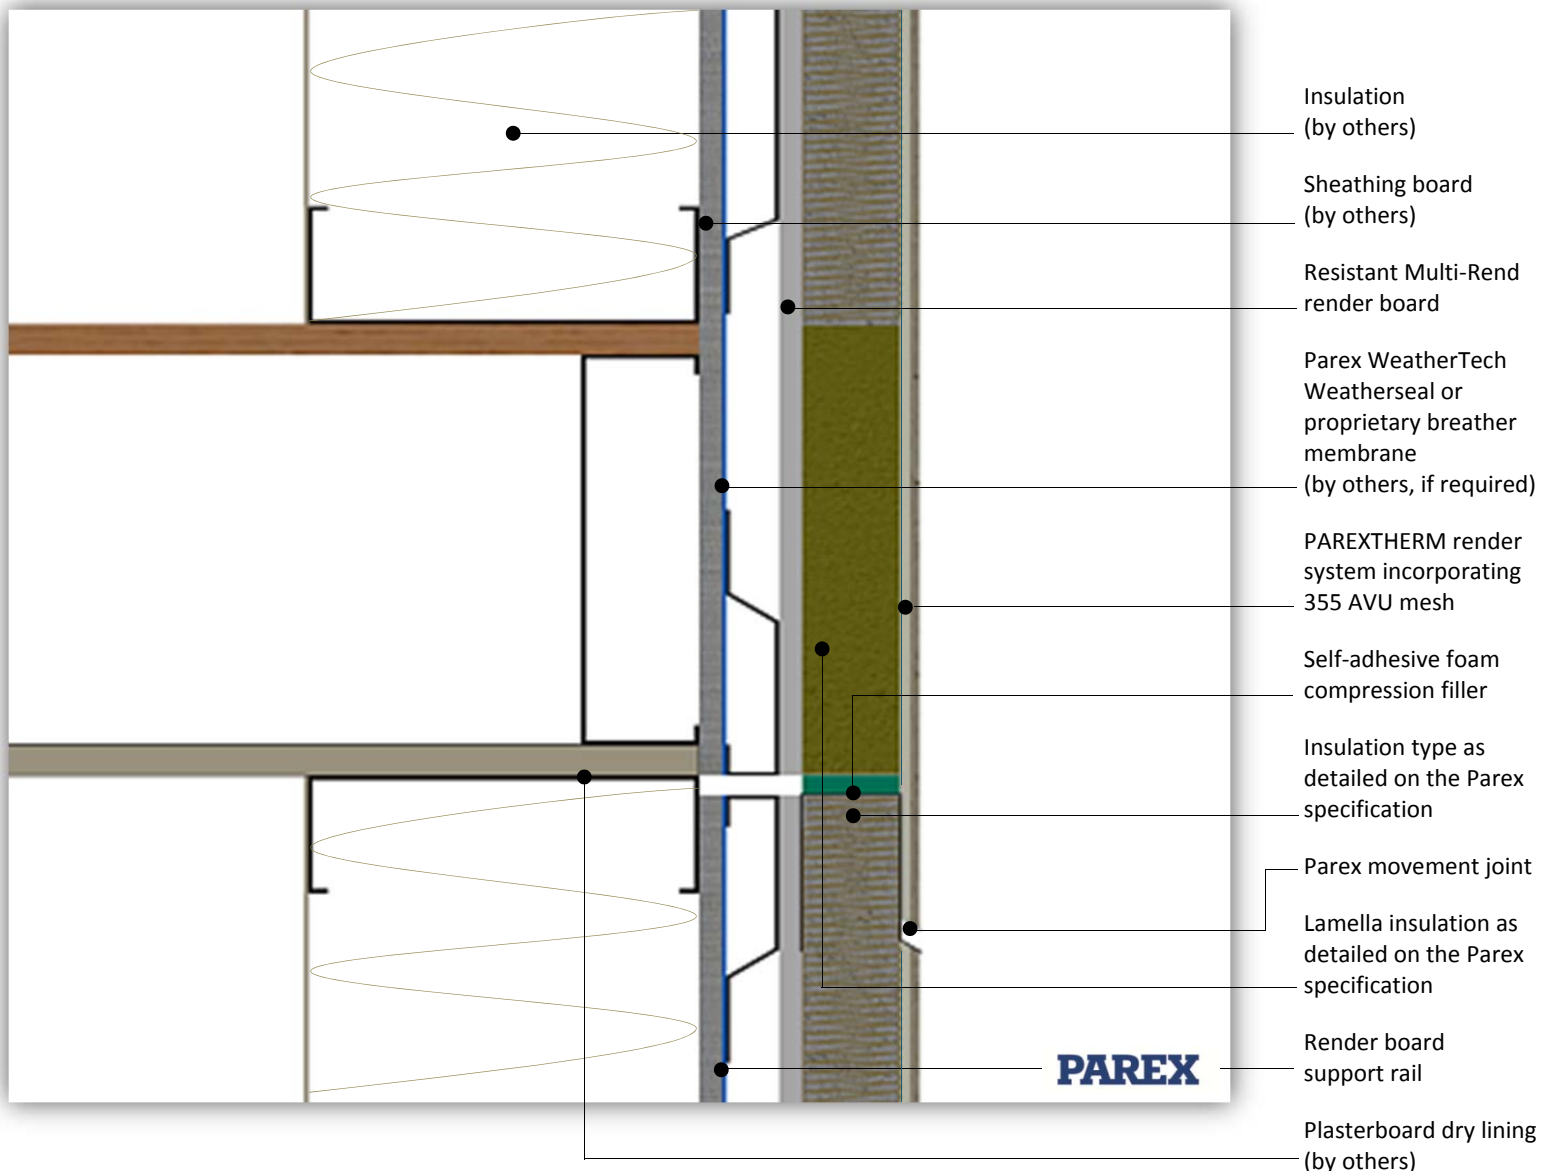 Insulation
(by others)
Sheathing board
(by others)
Resistant Multi-Rend
render board
Parex WeatherTech
Weatherseal or
proprietary breather
membrane
(by others, if required)
PAREXTHERM render
system incorporating
355 AVU mesh
Self-adhesive foam
compression filler
Insulation type as
detailed on the Parex
specification
Parex movement joint
Lamella insulation as
detailed on the Parex
specification
Render board
support rail
PAREX
Plasterboard dry lining
(by others)